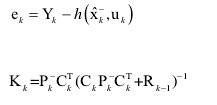 e_k = Y_k − h(x̂_k^-, u_k)
K_k = P_k^- C_k^T (C_k P_k^- C_k^T + R_{k−1})^{−1}